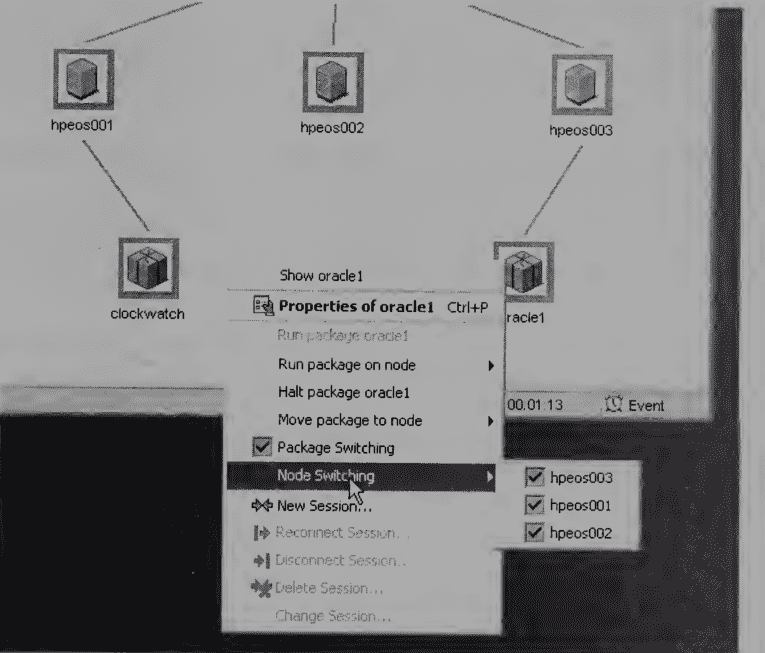 hpeos001
hpeos002
hpeos003
clockwatch
racle1
Show oracle1
Properties of oracle1 Ctrl+P
Run package oracle1
Run package on node
Halt package oracle1
Move package to node
Package Switching
Node Switching
New Session...
Reconnect Session...
Disconnect Session...
Delete Session...
Change Session...
hpeos003
hpeos001
hpeos002
00.01 13 Event